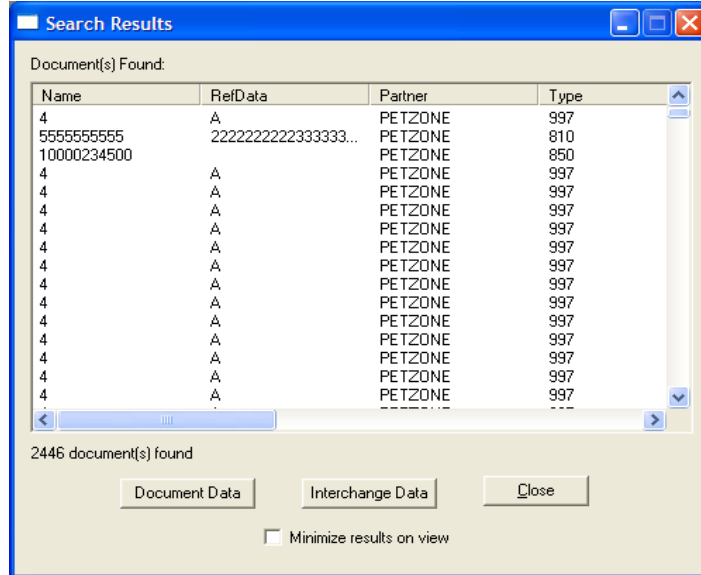 Search Results
Document(s) Found:
Name RefData Partner Type
4 A PETZONE 997
5555555555 2222222222333333... PETZONE 810
10000234500 PETZONE 850
4 A PETZONE 997
4 A PETZONE 997
4 A PETZONE 997
4 A PETZONE 997
4 A PETZONE 997
4 A PETZONE 997
4 A PETZONE 997
4 A PETZONE 997
4 A PETZONE 997
4 A PETZONE 997
4 A PETZONE 997
4 A PETZONE 997
4 A PETZONE 997
2446 document(s) found
Document Data Interchange Data Close
Minimize results on view